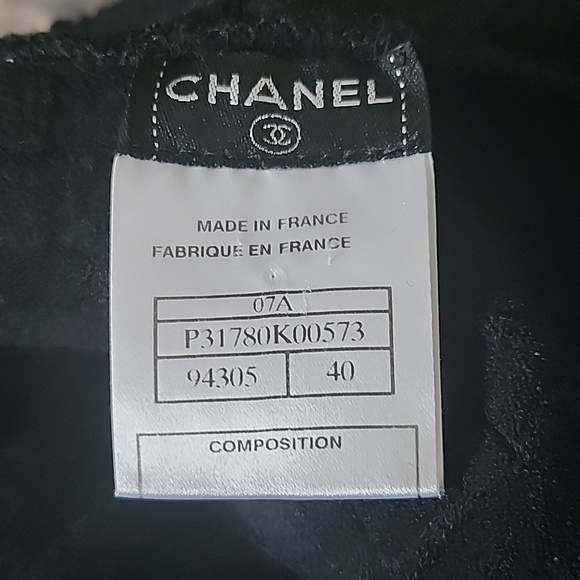 CHANEL
MADE IN FRANCE
FABRIQUE EN FRANCE
07A
P31780K00573
94305 40
COMPOSITION